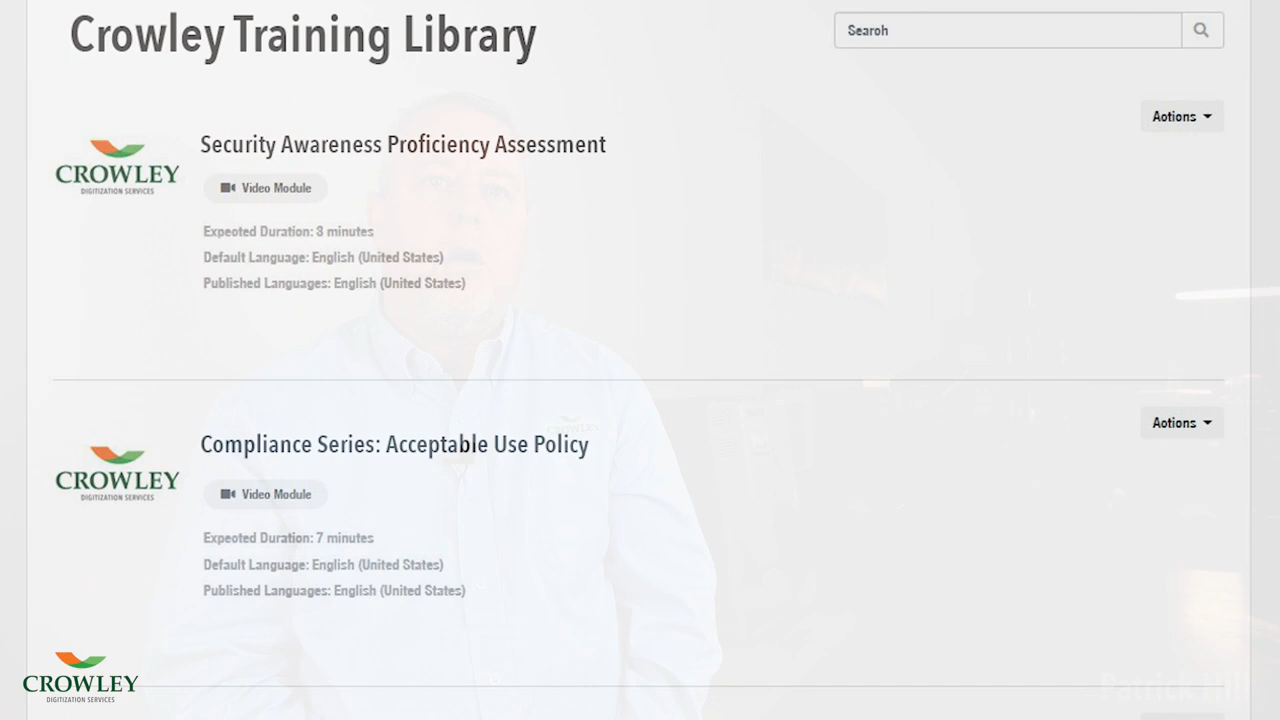 Crowley Training Library
Searoh
Aotions
Security Awareness Proficiency Assessment
CROWLEY
DIGITIZATION SERVICES
Video Module
Expeoted Duration: 3 minutes
Default Language: English (United States)
Published Languages: English (United States)
CROWLEY
Aotions
Compliance Series: Acceptable Use Policy
CROWLEY
DIGITIZATION SERVICES
Video Module
Expeoted Duration: 7 minutes
Default Language: English (United States)
Published Languages: English (United States)
CROWLEY
DIGITIZATION SERVICES
Patrick